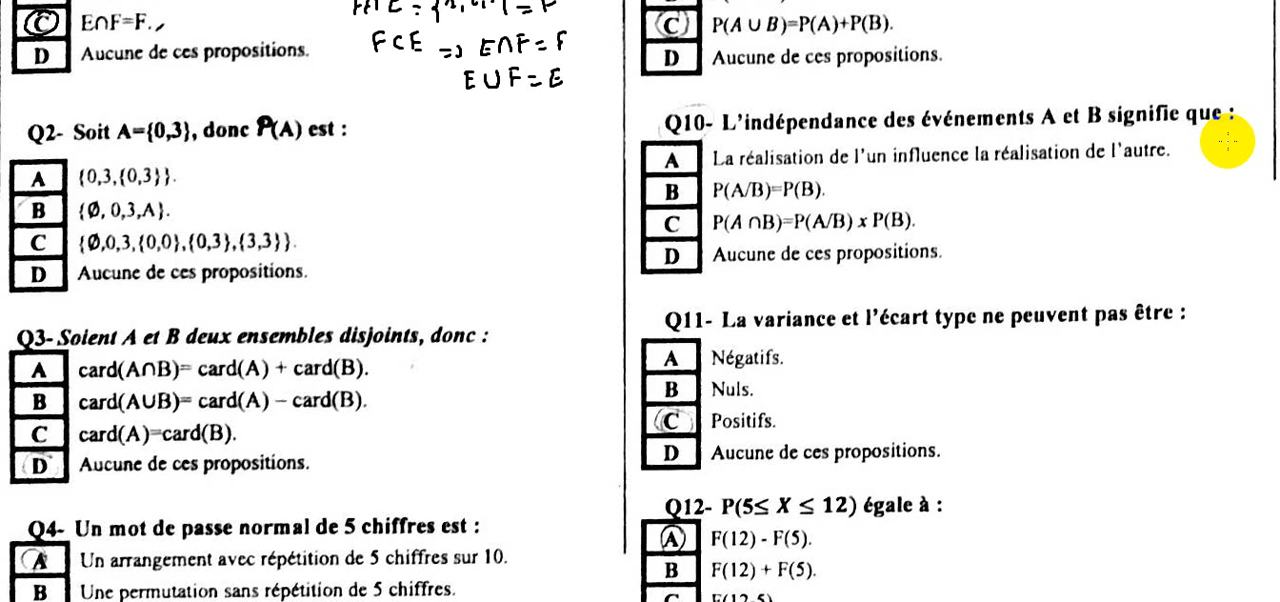 C E∩F=F.
D Aucune de ces propositions.
F⊂E => E∩F=F
E∪F=E
Q2- Soit A={0,3}, donc P(A) est :
A {0,3,{0,3}}.
B {Ø, 0,3,A}.
C {Ø,0,3,{0,0},{0,3},{3,3}}.
D Aucune de ces propositions.
Q3- Soient A et B deux ensembles disjoints, donc :
A card(A∩B)= card(A) + card(B).
B card(A∪B)= card(A) – card(B).
C card(A)=card(B).
D Aucune de ces propositions.
Q4- Un mot de passe normal de 5 chiffres est :
A Un arrangement avec répétition de 5 chiffres sur 10.
B Une permutation sans répétition de 5 chiffres.
C P(A ∪ B)=P(A)+P(B).
D Aucune de ces propositions.
Q10- L'indépendance des événements A et B signifie que :
A La réalisation de l'un influence la réalisation de l'autre.
B P(A/B)=P(B).
C P(A ∩B)=P(A/B) x P(B).
D Aucune de ces propositions.
Q11- La variance et l'écart type ne peuvent pas être :
A Négatifs.
B Nuls.
C Positifs.
D Aucune de ces propositions.
Q12- P(5≤ X ≤ 12) égale à :
A F(12) - F(5).
B F(12) + F(5).
C F(12-5)